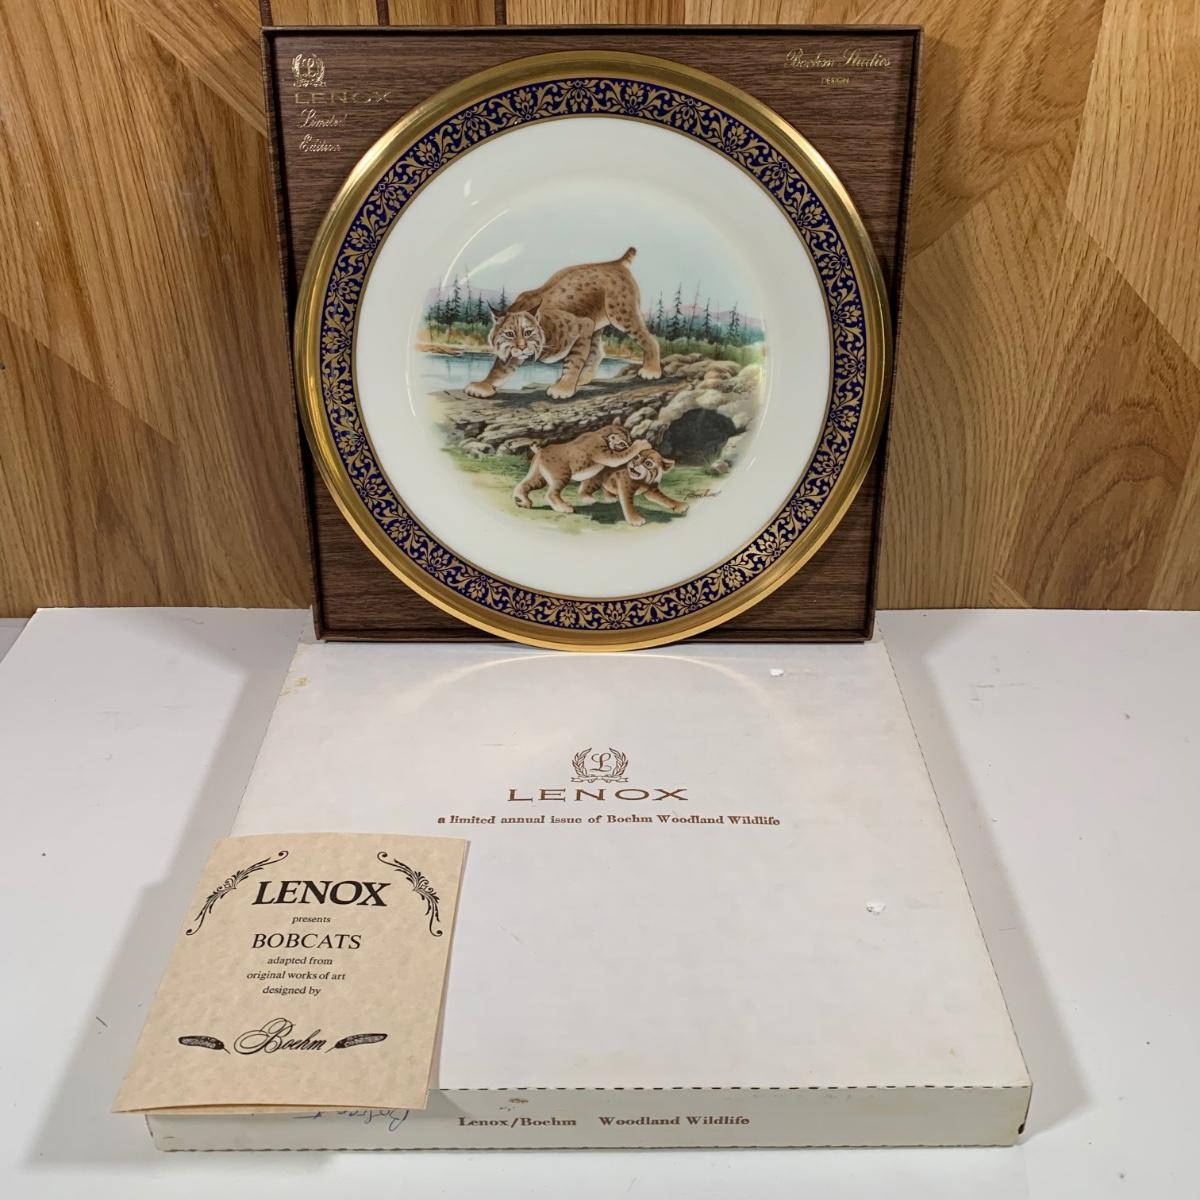 L
LENOX
Limited
Edition
Boehm Studios
DESIGN
Boehm
L
LENOX
a limited annual issue of Boehm Woodland Wildlife
LENOX
presents
BOBCATS
adapted from
original works of art
designed by
Boehm
Lenox/Boehm Woodland Wildlife